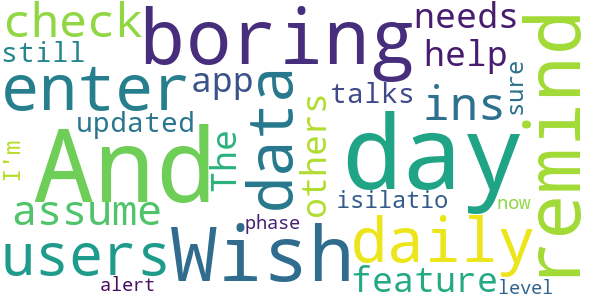 check
boring
needs
still
help
remind
enter
app
data
talks
ins
sure
updated
And
The
others
day
I'm
isilatio
now
assume
phase
users
Wish
daily
feature
alert
level